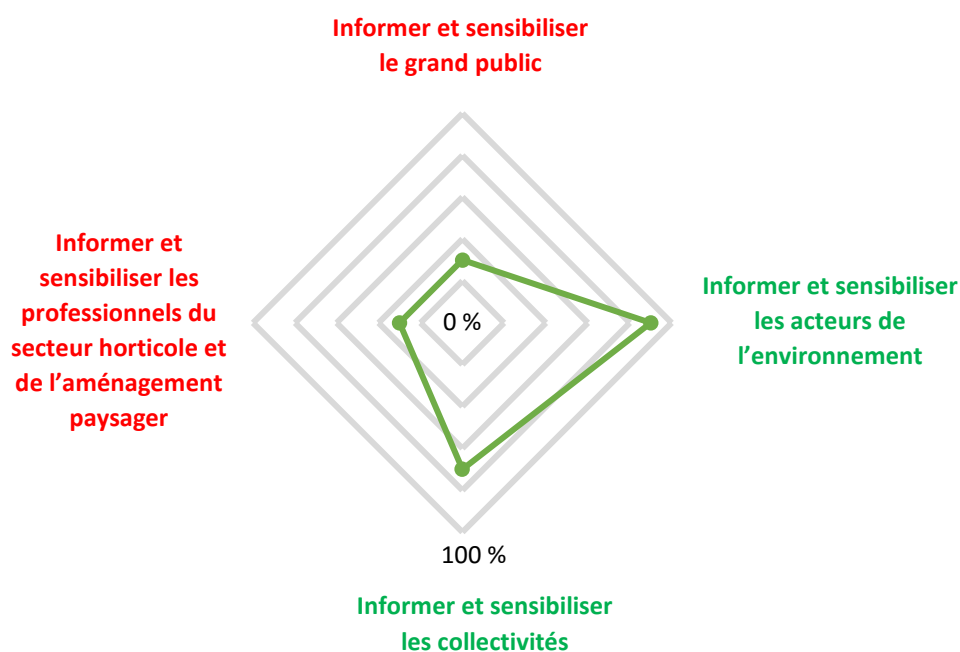 Informer et sensibiliser
le grand public
Informer et
sensibiliser les
professionnels du
secteur horticole et
de l’aménagement
paysager
0 %
Informer et sensibiliser
les acteurs de
l’environnement
100 %
Informer et sensibiliser
les collectivités